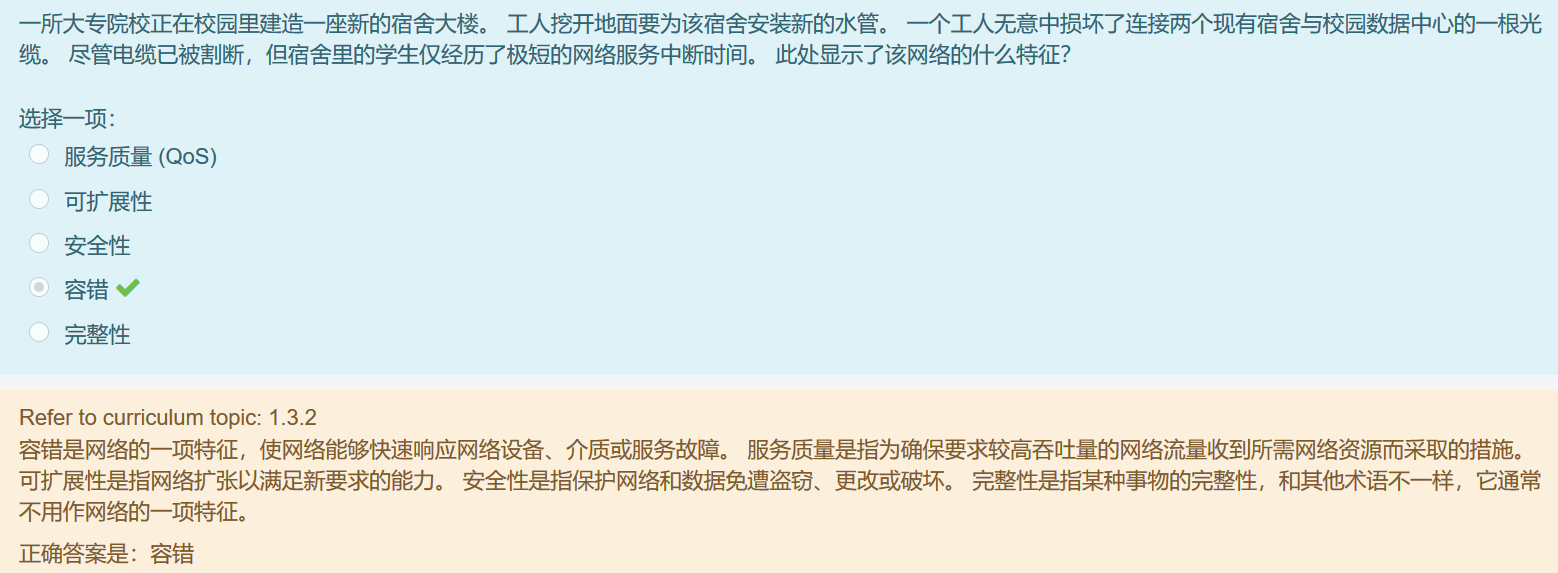 一所大专院校正在校园里建造一座新的宿舍大楼。 工人挖开地面要为该宿舍安装新的水管。 一个工人无意中损坏了连接两个现有宿舍与校园数据中心的一根光
缆。 尽管电缆已被割断，但宿舍里的学生仅经历了极短的网络服务中断时间。 此处显示了该网络的什么特征？
选择一项：
服务质量 (QoS)
可扩展性
安全性
容错
完整性
Refer to curriculum topic: 1.3.2
容错是网络的一项特征，使网络能够快速响应网络设备、介质或服务故障。 服务质量是指为确保要求较高吞吐量的网络流量收到所需网络资源而采取的措施。
可扩展性是指网络扩张以满足新要求的能力。 安全性是指保护网络和数据免遭盗窃、更改或破坏。 完整性是指某种事物的完整性，和其他术语不一样，它通常
不用作网络的一项特征。
正确答案是：容错